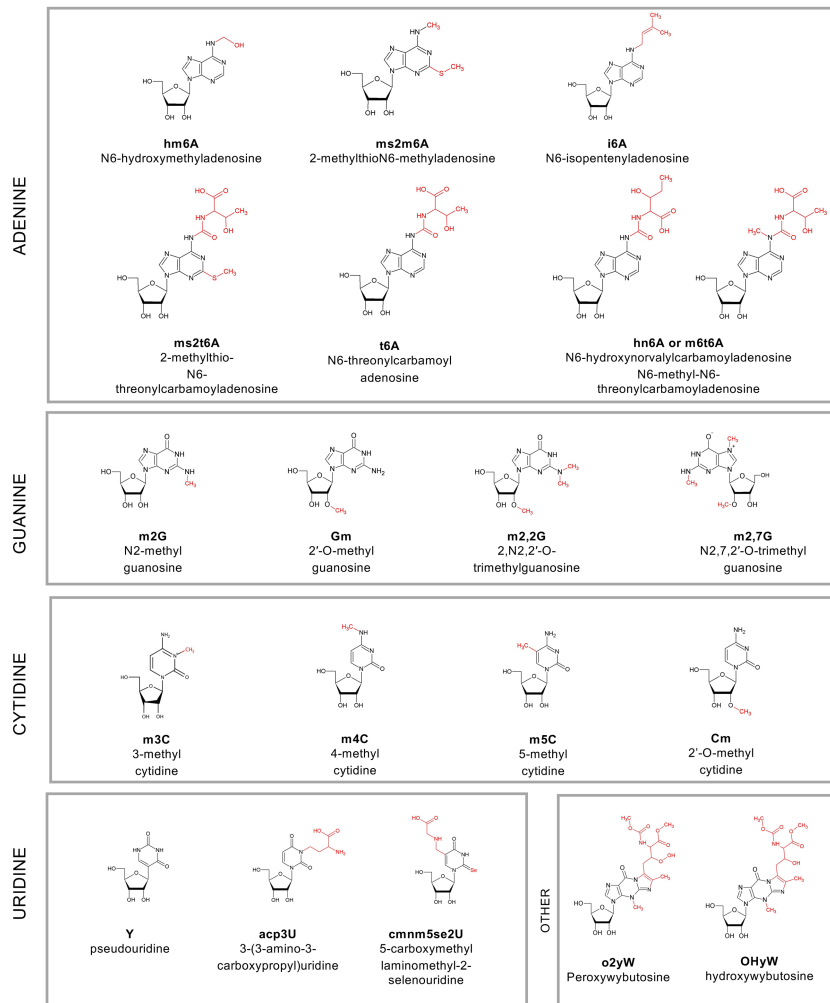 ADENINE
hm6A
N6-hydroxymethyladenosine
ms2m6A
2-methylthioN6-methyladenosine
i6A
N6-isopentenyladenosine
ms2t6A
2-methylthio-
N6-
threonylcarbamoyladenosine
t6A
N6-threonylcarbamoyl
adenosine
hn6A or m6t6A
N6-hydroxynorvalylcarbamoyladenosine
N6-methyl-N6-
threonylcarbamoyladenosine
GUANINE
m2G
N2-methyl
guanosine
Gm
2′-O-methyl
guanosine
m2,2G
2,N2,2′-O-
trimethylguanosine
m2,7G
N2,7,2′-O-trimethyl
guanosine
CYTIDINE
m3C
3-methyl
cytidine
m4C
4-methyl
cytidine
m5C
5-methyl
cytidine
Cm
2'-O-methyl
cytidine
URIDINE
Y
pseudouridine
acp3U
3-(3-amino-3-
carboxypropyl)uridine
cmnm5se2U
5-carboxymethyl
laminomethyl-2-
selenouridine
OTHER
o2yW
Peroxywybutosine
OHyW
hydroxywybutosine